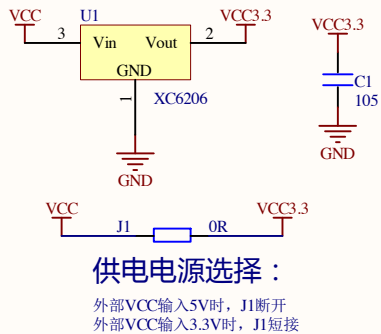 VCC
U1
VCC3.3
3
Vin
Vout
2
GND
1
XC6206
GND
VCC3.3
C1
105
GND
VCC
J1
0R
VCC3.3
供电电源选择：
外部VCC输入5V时，J1断开
外部VCC输入3.3V时，J1短接